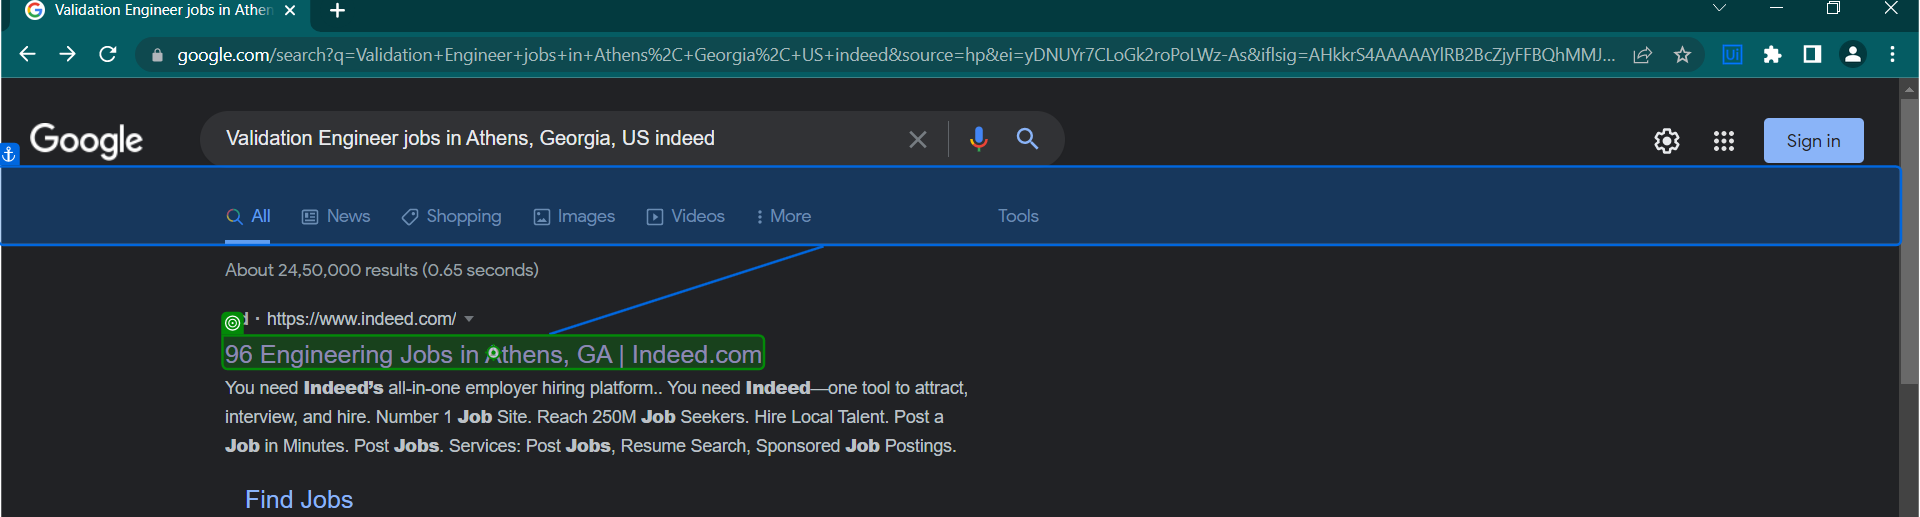 Validation Engineer jobs in Athen
google.com/search?q=Validation+Engineer+jobs+in+Athens%2C+Georgia%2C+US+indeed&source=hp&ei=yDNUYr7CLoGk2roPoLWz-As&iflsig=AHkkrS4AAAAAYlRB2BcZjyFFBQhMMJ...
Google
Validation Engineer jobs in Athens, Georgia, US indeed
Sign in
All News Shopping Images Videos More Tools
About 24,50,000 results (0.65 seconds)
· https://www.indeed.com/
96 Engineering Jobs in Athens, GA | Indeed.com
You need Indeed's all-in-one employer hiring platform.. You need Indeed—one tool to attract,
interview, and hire. Number 1 Job Site. Reach 250M Job Seekers. Hire Local Talent. Post a
Job in Minutes. Post Jobs. Services: Post Jobs, Resume Search, Sponsored Job Postings.
Find Jobs